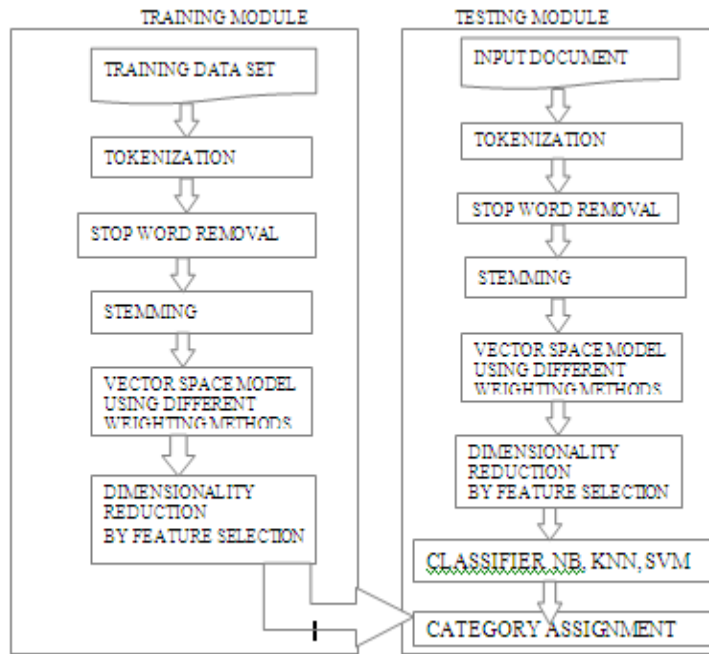 TRAINING MODULE
TRAINING DATA SET
TOKENIZATION
STOP WORD REMOVAL
STEMMING
VECTOR SPACE MODEL
USING DIFFERENT
WEIGHTING METHODS
DIMENSIONALITY
REDUCTION
BY FEATURE SELECTION
TESTING MODULE
INPUT DOCUMENT
TOKENIZATION
STOP WORD REMOVAL
STEMMING
VECTOR SPACE MODEL
USING DIFFERENT
WEIGHTING METHODS
DIMENSIONALITY
REDUCTION
BY FEATURE SELECTION
CLASSIFIER NB, KNN, SVM
CATEGORY ASSIGNMENT